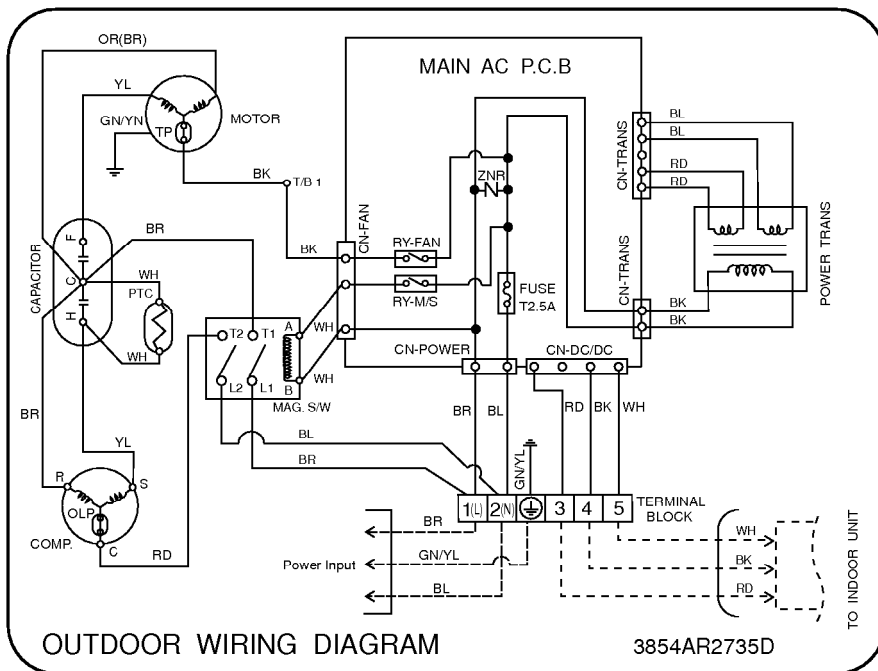 OR(BR)
MAIN AC P.C.B
YL
GN/YN
TP
MOTOR
BK
T/B 1
BL
BL
RD
RD
CN-TRANS
ZNR
CN-FAN
BR
BK
RY-FAN
RY-M/S
FUSE
T2.5A
CN-TRANS
POWER TRANS
BK
BK
CAPACITOR
F
C
H
WH
PTC
WH
T2
T1
A
WH
B
WH
L2
L1
MAG. S/W
CN-POWER
CN-DC/DC
BR
BL
RD
BK
WH
BR
BL
BR
GN/YL
YL
R
S
OLP
COMP.
C
RD
1(L)
2(N)
3
4
5
TERMINAL
BLOCK
BR
Power Input
GN/YL
BL
WH
BK
RD
TO INDOOR UNIT
OUTDOOR WIRING DIAGRAM
3854AR2735D